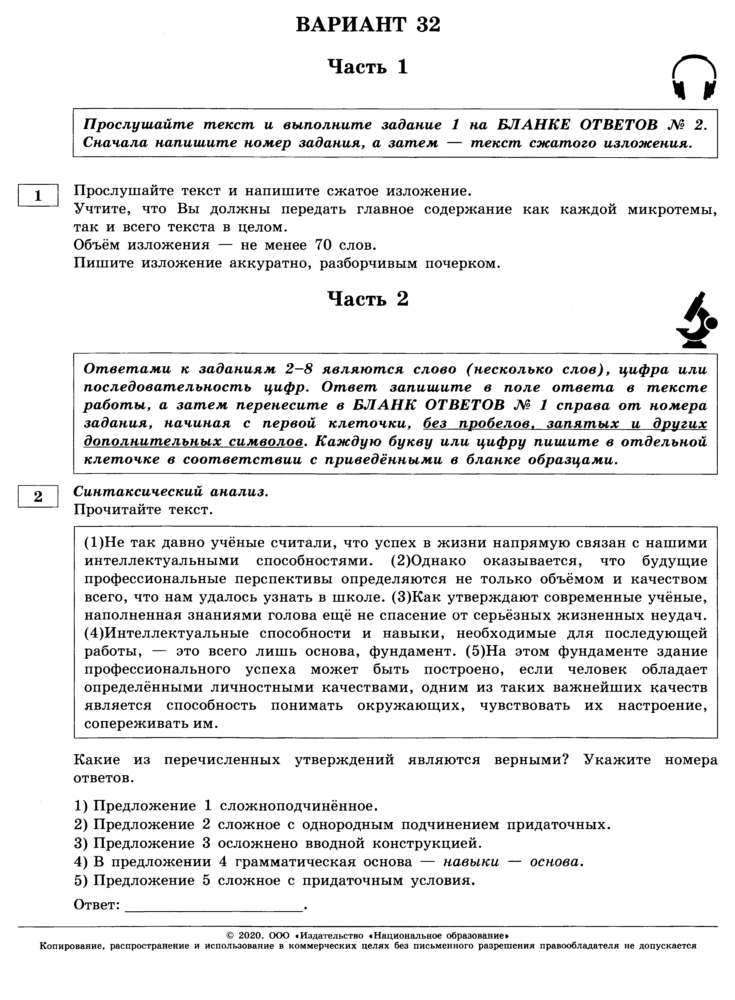 ВАРИАНТ 32
Часть 1
Прослушайте текст и выполните задание 1 на БЛАНКЕ ОТВЕТОВ № 2.
Сначала напишите номер задания, а затем — текст сжатого изложения.
1
Прослушайте текст и напишите сжатое изложение.
Учтите, что Вы должны передать главное содержание как каждой микротемы,
так и всего текста в целом.
Объём изложения — не менее 70 слов.
Пишите изложение аккуратно, разборчивым почерком.
Часть 2
Ответами к заданиям 2–8 являются слово (несколько слов), цифра или
последовательность цифр. Ответ запишите в поле ответа в тексте
работы, а затем перенесите в БЛАНК ОТВЕТОВ № 1 справа от номера
задания, начиная с первой клеточки, без пробелов, запятых и других
дополнительных символов. Каждую букву или цифру пишите в отдельной
клеточке в соответствии с приведёнными в бланке образцами.
2
Синтаксический анализ.
Прочитайте текст.
(1)Не так давно учёные считали, что успех в жизни напрямую связан с нашими
интеллектуальными способностями. (2)Однако оказывается, что будущие
профессиональные перспективы определяются не только объёмом и качеством
всего, что нам удалось узнать в школе. (3)Как утверждают современные учёные,
наполненная знаниями голова ещё не спасение от серьёзных жизненных неудач.
(4)Интеллектуальные способности и навыки, необходимые для последующей
работы, — это всего лишь основа, фундамент. (5)На этом фундаменте здание
профессионального успеха может быть построено, если человек обладает
определёнными личностными качествами, одним из таких важнейших качеств
является способность понимать окружающих, чувствовать их настроение,
сопереживать им.
Какие из перечисленных утверждений являются верными? Укажите номера
ответов.
1) Предложение 1 сложноподчинённое.
2) Предложение 2 сложное с однородным подчинением придаточных.
3) Предложение 3 осложнено вводной конструкцией.
4) В предложении 4 грамматическая основа — навыки — основа.
5) Предложение 5 сложное с придаточным условия.
Ответ: ______________________.
© 2020. ООО «Издательство «Национальное образование»
Копирование, распространение и использование в коммерческих целях без письменного разрешения правообладателя не допускается